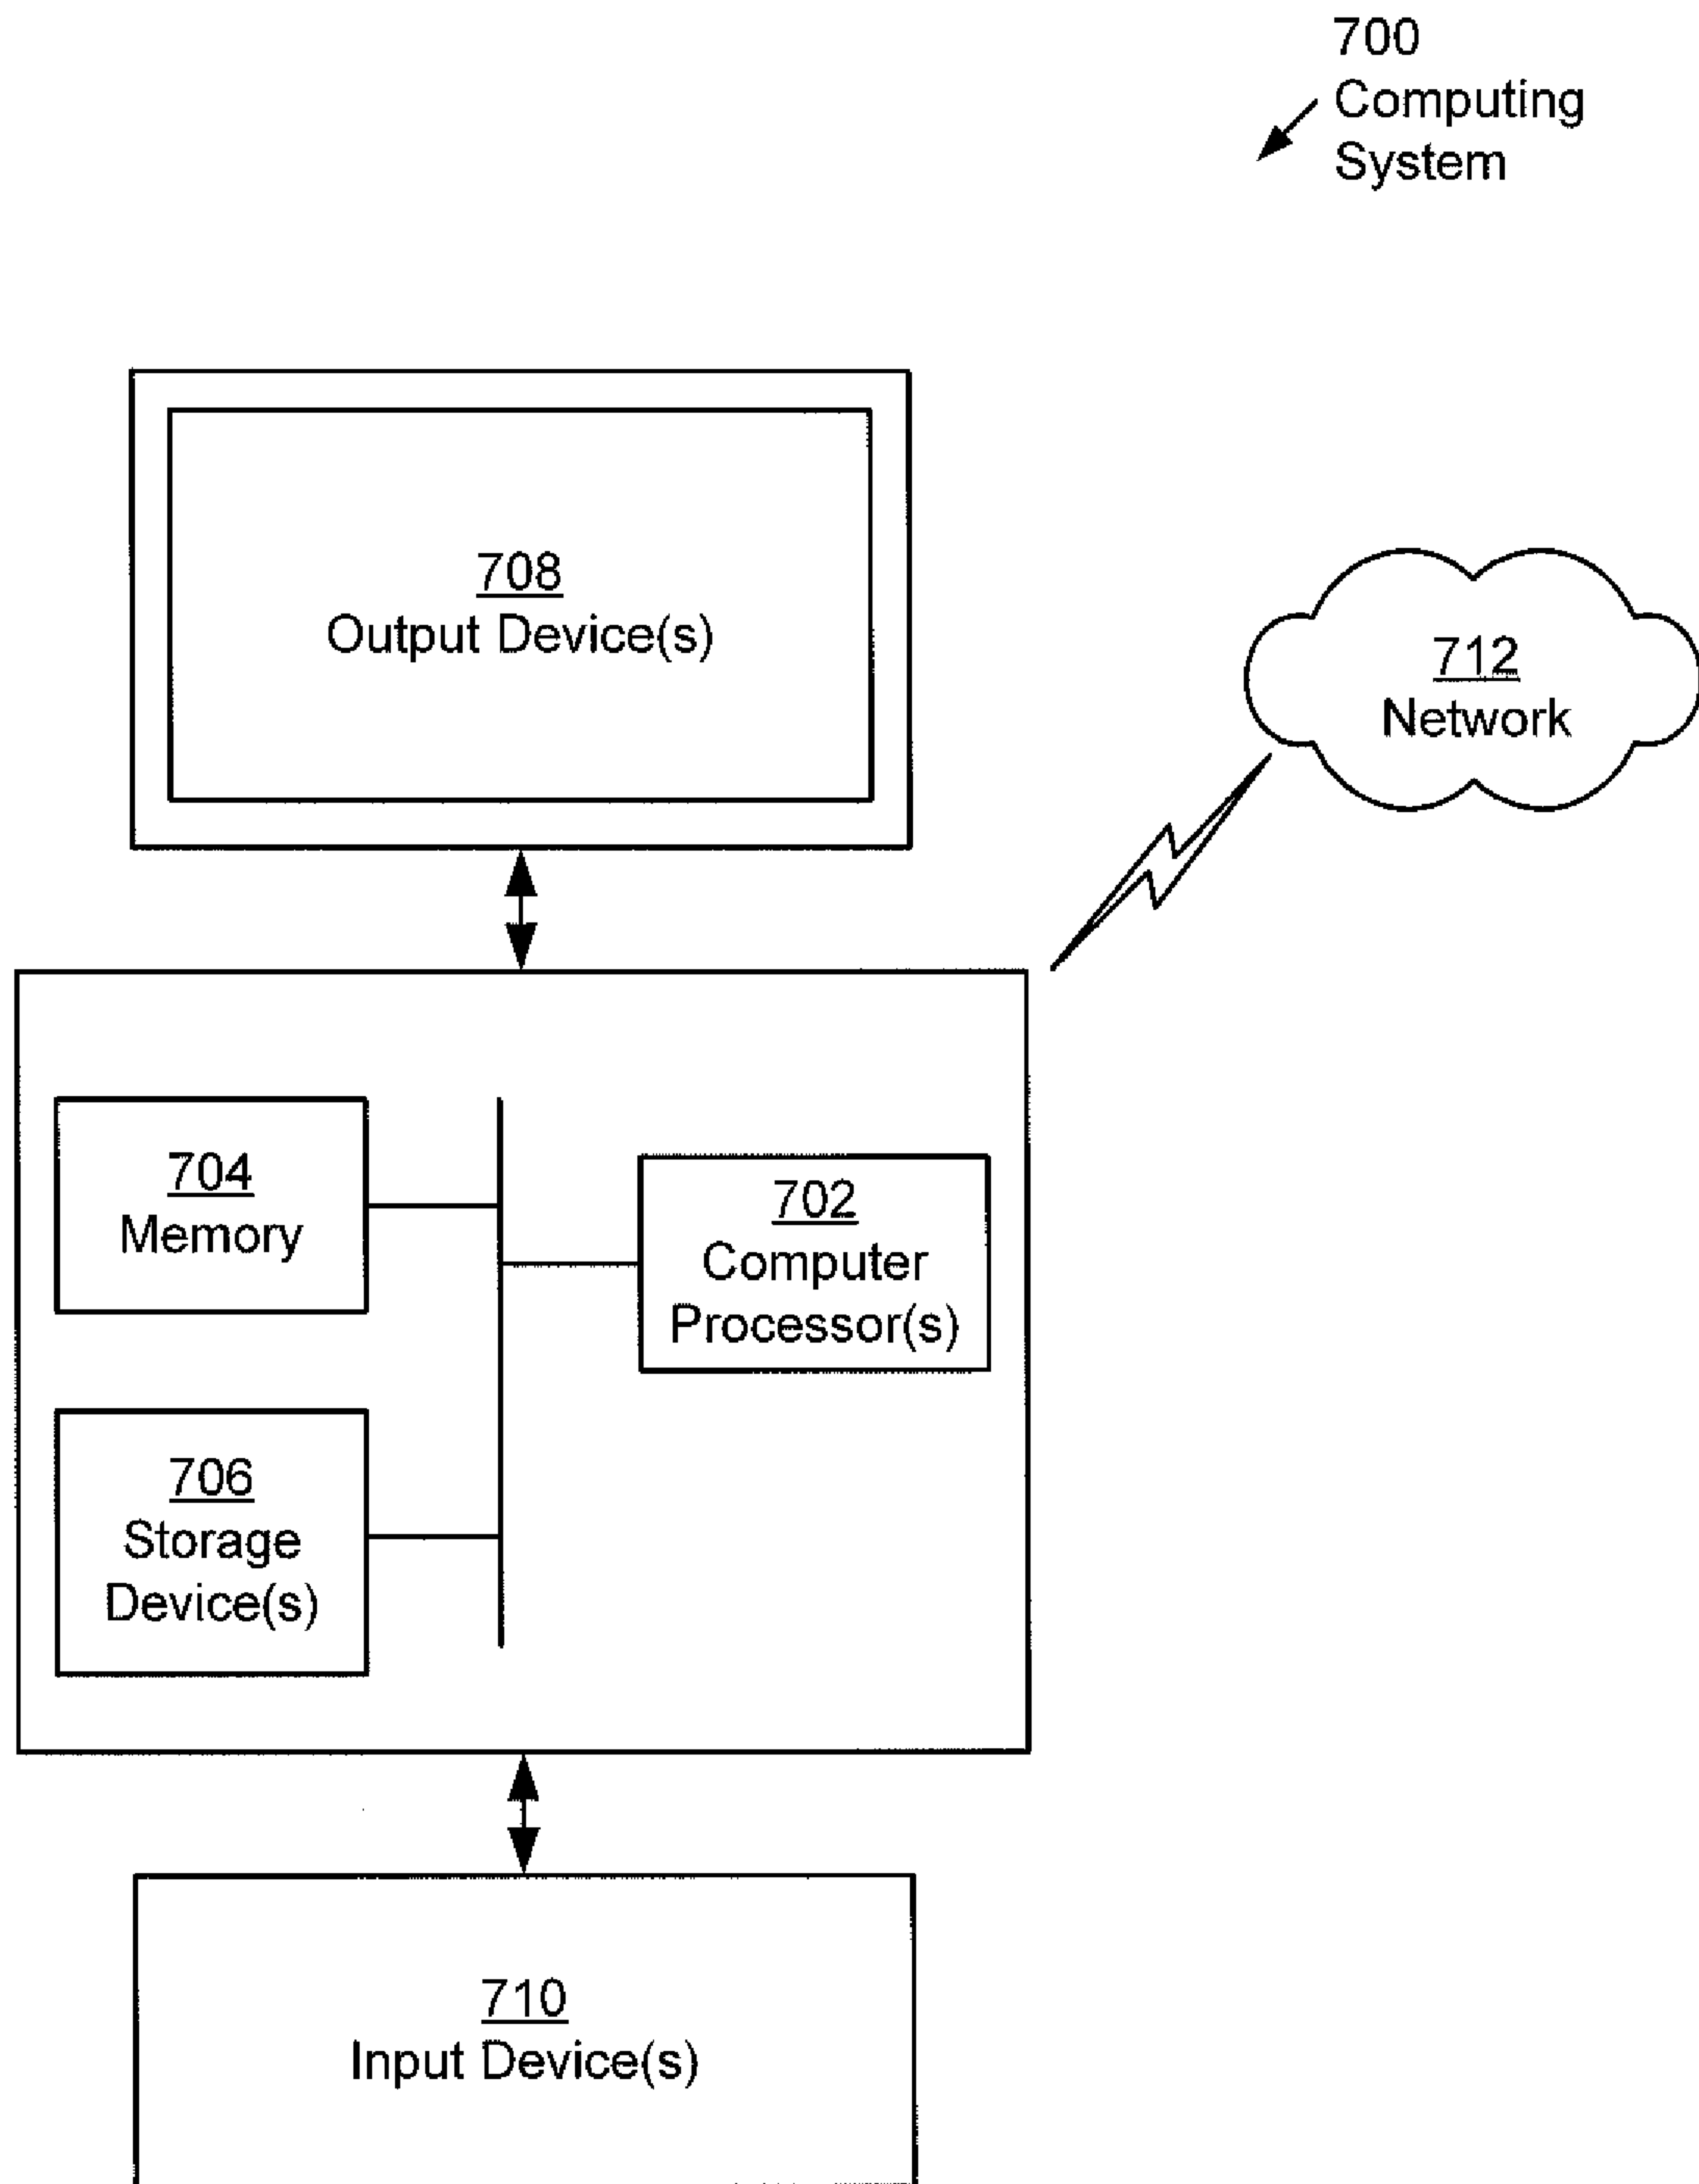 700
Computing
System
708
Output Device(s)
712
Network
704
Memory
702
Computer
Processor(s)
706
Storage
Device(s)
710
Input Device(s)